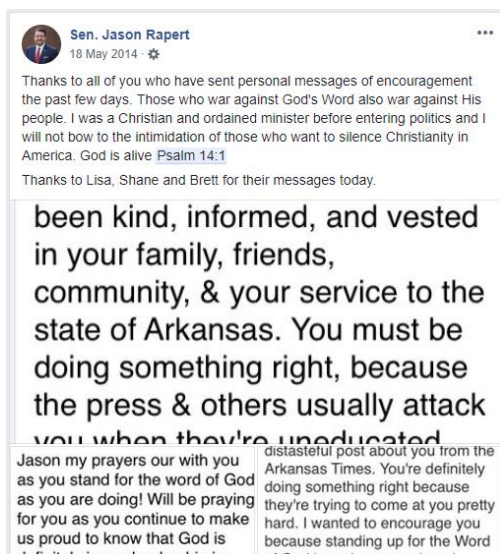 Sen. Jason Rapert
18 May 2014
Thanks to all of you who have sent personal messages of encouragement
the past few days. Those who war against God's Word also war against His
people. I was a Christian and ordained minister before entering politics and I
will not bow to the intimidation of those who want to silence Christianity in
America. God is alive Psalm 14:1
Thanks to Lisa, Shane and Brett for their messages today.
been kind, informed, and vested
in your family, friends,
community, & your service to the
state of Arkansas. You must be
doing something right, because
the press & others usually attack
you when they're uneducated
Jason my prayers our with you
as you stand for the word of God
as you are doing! Will be praying
for you as you continue to make
us proud to know that God is
distasteful post about you from the
Arkansas Times. You're definitely
doing something right because
they're trying to come at you pretty
hard. I wanted to encourage you
because standing up for the Word